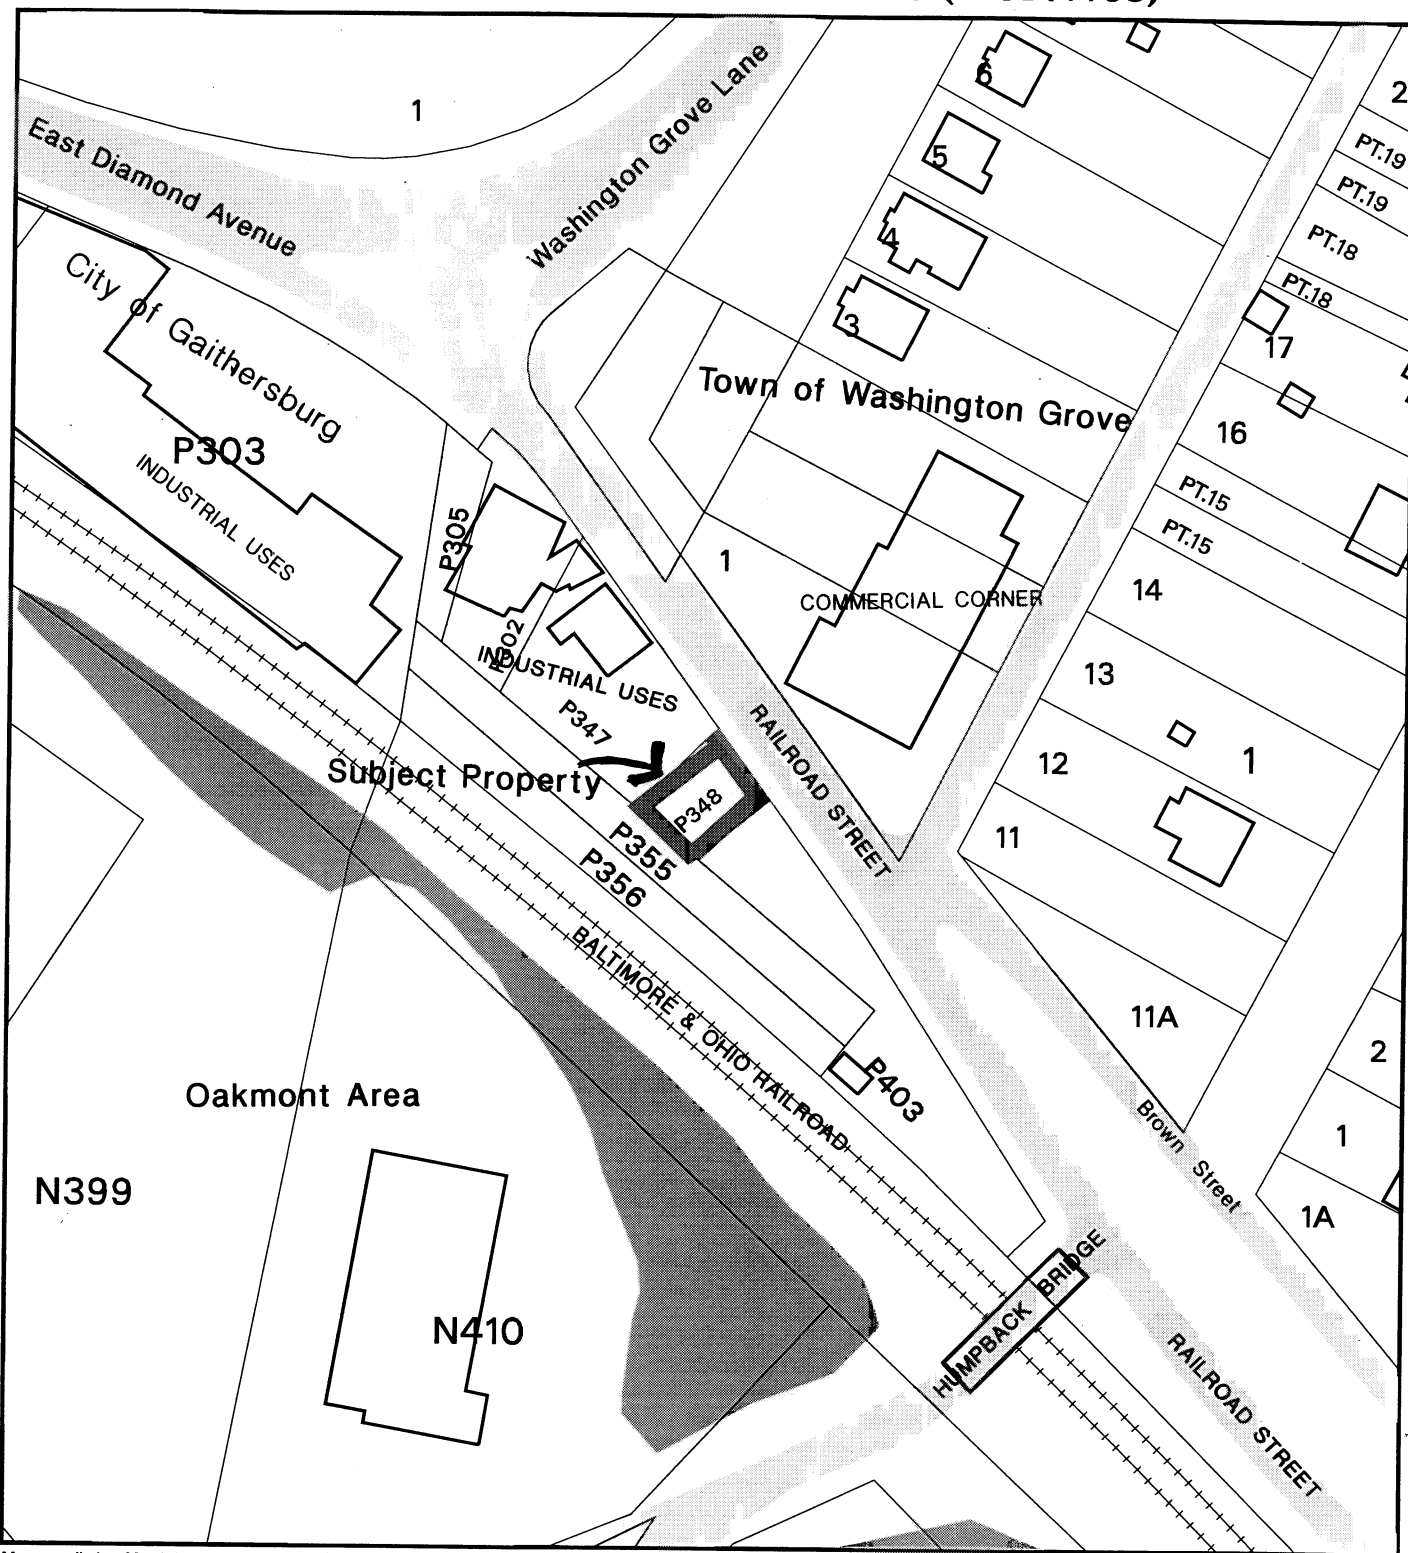 1
6
2
East Diamond Avenue
Washington Grove Lane
5
PT.19
PT.19
4
PT.18
PT.18
City of Gaithersburg
3
17
Town of Washington Grove
16
P303
INDUSTRIAL USES
PT.15
PT.15
P305
1
14
COMMERCIAL CORNER
P302
INDUSTRIAL USES
13
P347
RAILROAD STREET
Subject Property
12
1
P348
11
P355
P356
BALTIMORE & OHIO RAILROAD
11A
2
P403
Oakmont Area
Brown Street
1
N399
1A
HUMPBACK BRIDGE
N410
RAILROAD STREET